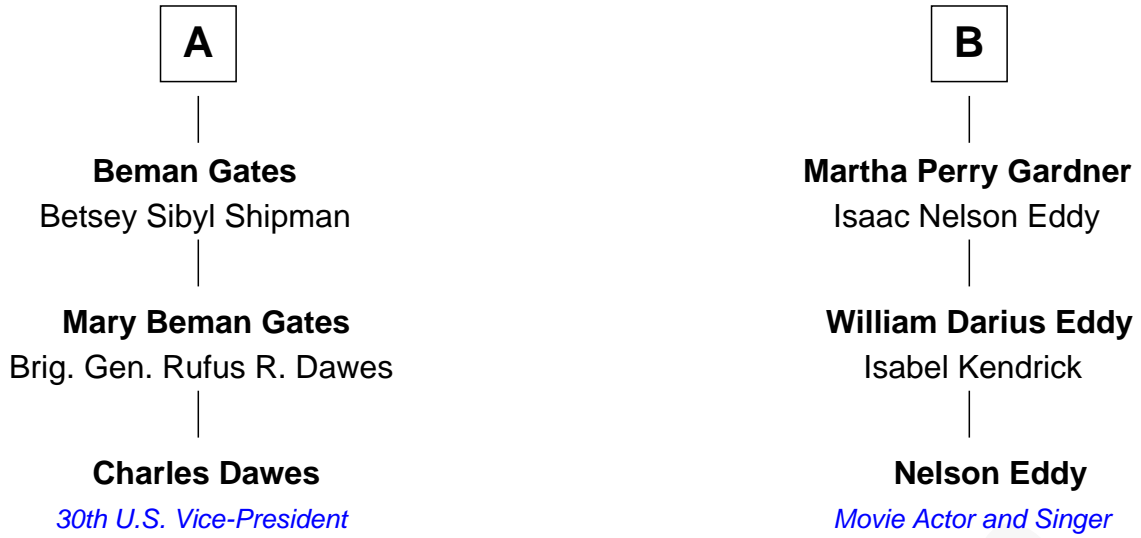 A
Beman Gates
Betsey Sibyl Shipman
Mary Beman Gates
Brig. Gen. Rufus R. Dawes
Charles Dawes
30th U.S. Vice-President
B
Martha Perry Gardner
Isaac Nelson Eddy
William Darius Eddy
Isabel Kendrick
Nelson Eddy
Movie Actor and Singer